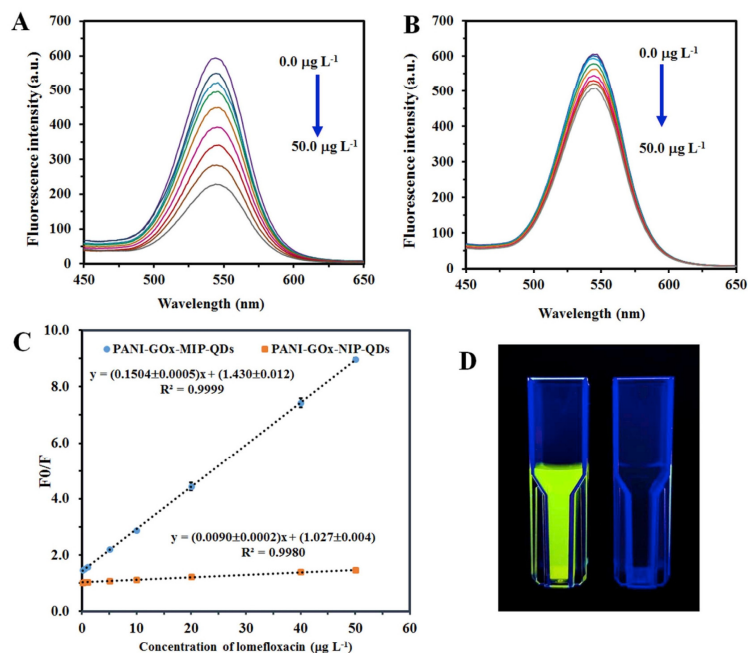 A
Fluorescence intensity (a.u.)
700
600
500
400
300
200
100
0
0.0 µg L-1
50.0 µg L-1
450 500 550 600 650
Wavelength (nm)
B
Fluorescence intensity (a.u.)
700
600
500
400
300
200
100
0
0.0 µg L-1
50.0 µg L-1
450 500 550 600 650
Wavelength (nm)
C
F0/F
10.0
8.0
6.0
4.0
2.0
0.0
PANI-GOx-MIP-QDs PANI-GOx-NIP-QDs
y = (0.1504±0.0005)x + (1.430±0.012)
R² = 0.9999
y = (0.0090±0.0002)x + (1.027±0.004)
R² = 0.9980
0 10 20 30 40 50 60
Concentration of lomefloxacin (µg L-1)
D